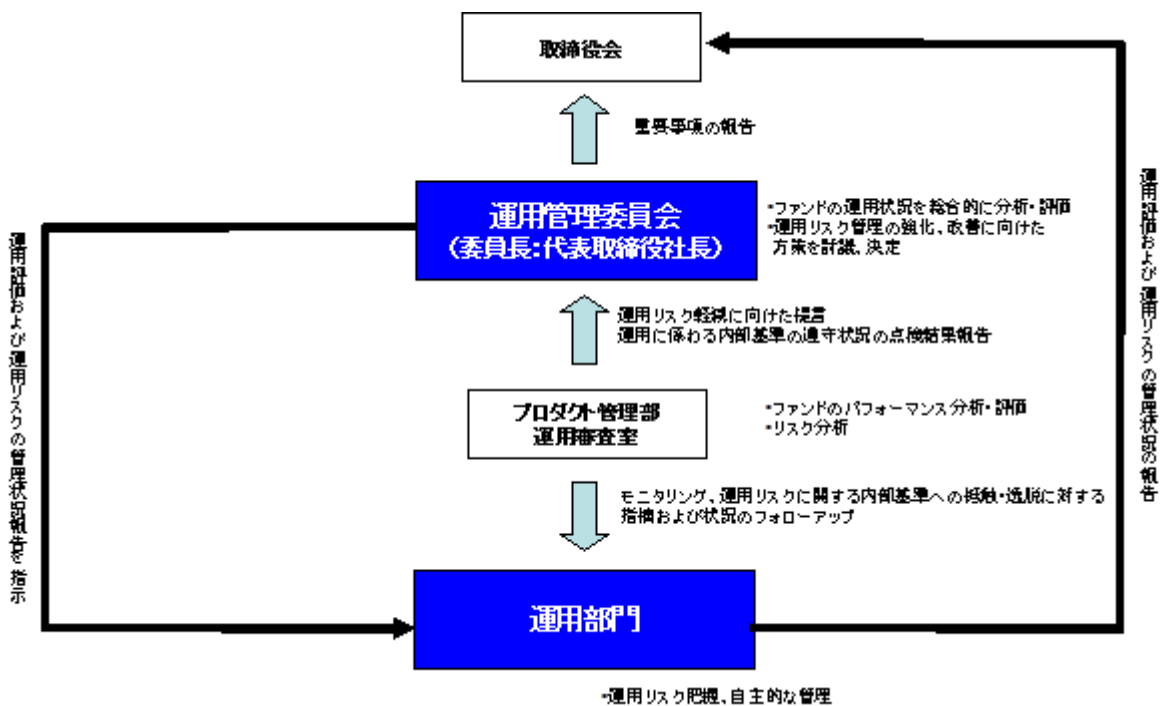 取締役会
重要事項の報告
運用管理委員会
(委員長:代表取締役社長)
・ファンドの運用状況を総合的に分析・評価
・運用リスク管理の強化、改善に向けた
方策を討議、決定
運用リスク軽減に向けた提言
運用に係わる内部基準の遵守状況の点検結果報告
プロダクト管理部
運用審査室
・ファンドのパフォーマンス分析・評価
・リスク分析
モニタリング、運用リスクに関する内部基準への抵触・逸脱に対する
指摘および状況のフォローアップ
運用部門
・運用リスク把握、自主的な管理
運用評価および運用リスクの管理状況報告を指示
運用評価および運用リスクの管理状況の報告